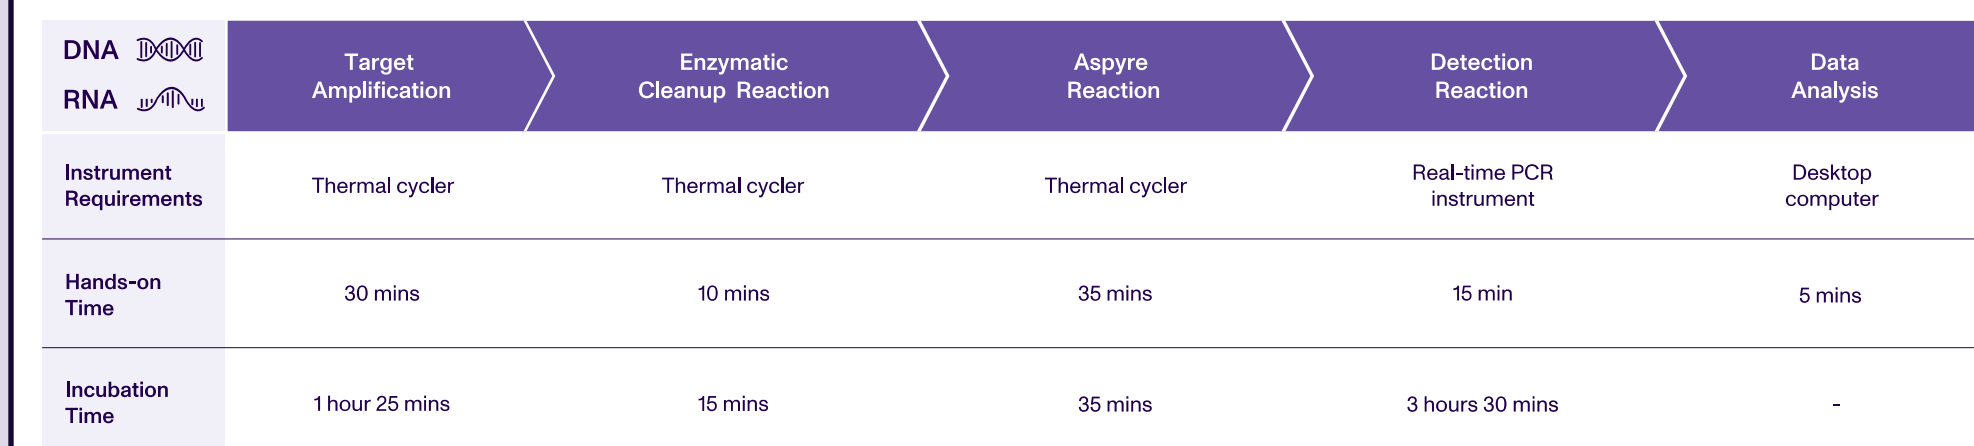 DNA
RNA
Target
Amplification
Enzymatic
Cleanup Reaction
Aspyre
Reaction
Detection
Reaction
Data
Analysis
Instrument
Requirements
Thermal cycler
Thermal cycler
Thermal cycler
Real-time PCR
instrument
Desktop
computer
Hands-on
Time
30 mins
10 mins
35 mins
15 min
5 mins
Incubation
Time
1 hour 25 mins
15 mins
35 mins
3 hours 30 mins
-